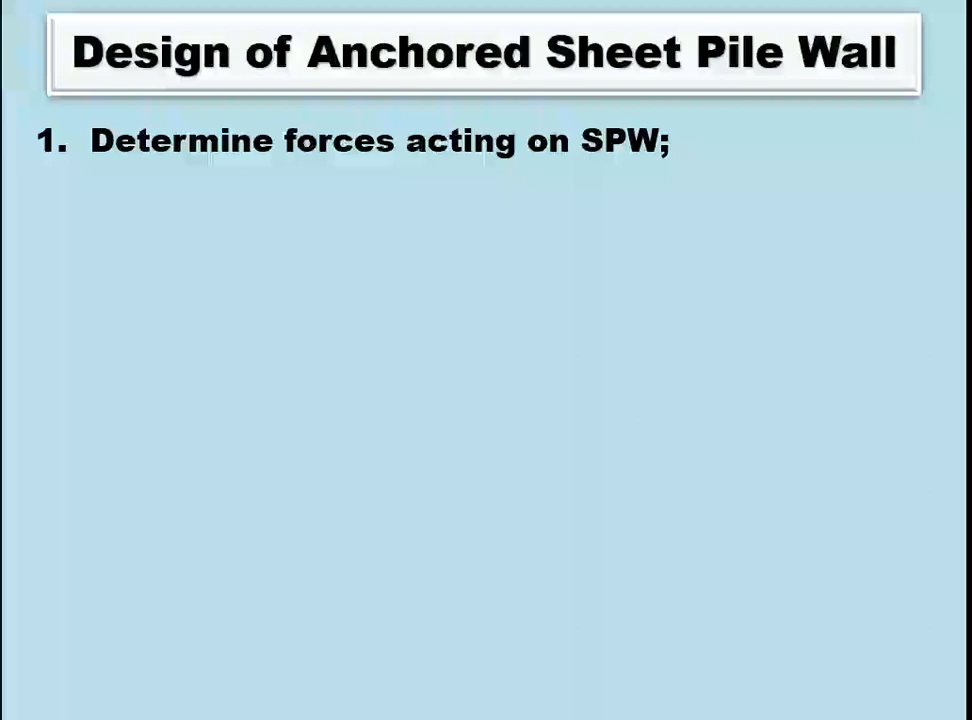 Design of Anchored Sheet Pile Wall
1. Determine forces acting on SPW;